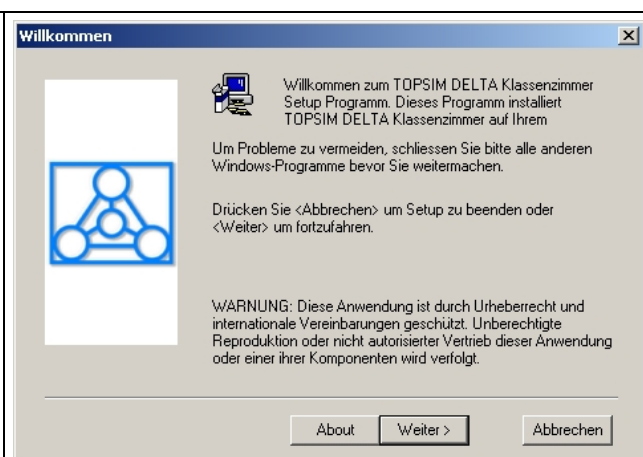 Willkommen
Willkommen zum TOPSIM DELTA Klassenzimmer
Setup Programm. Dieses Programm installiert
TOPSIM DELTA Klassenzimmer auf Ihrem
Um Probleme zu vermeiden, schliessen Sie bitte alle anderen
Windows-Programme bevor Sie weitermachen.
Drücken Sie <Abbrechen> um Setup zu beenden oder
<Weiter> um fortzufahren.
WARNUNG: Diese Anwendung ist durch Urheberrecht und
internationale Vereinbarungen geschützt. Unberechtigte
Reproduktion oder nicht autorisierter Vertrieb dieser Anwendung
oder einer ihrer Komponenten wird verfolgt.
About
Weiter >
Abbrechen